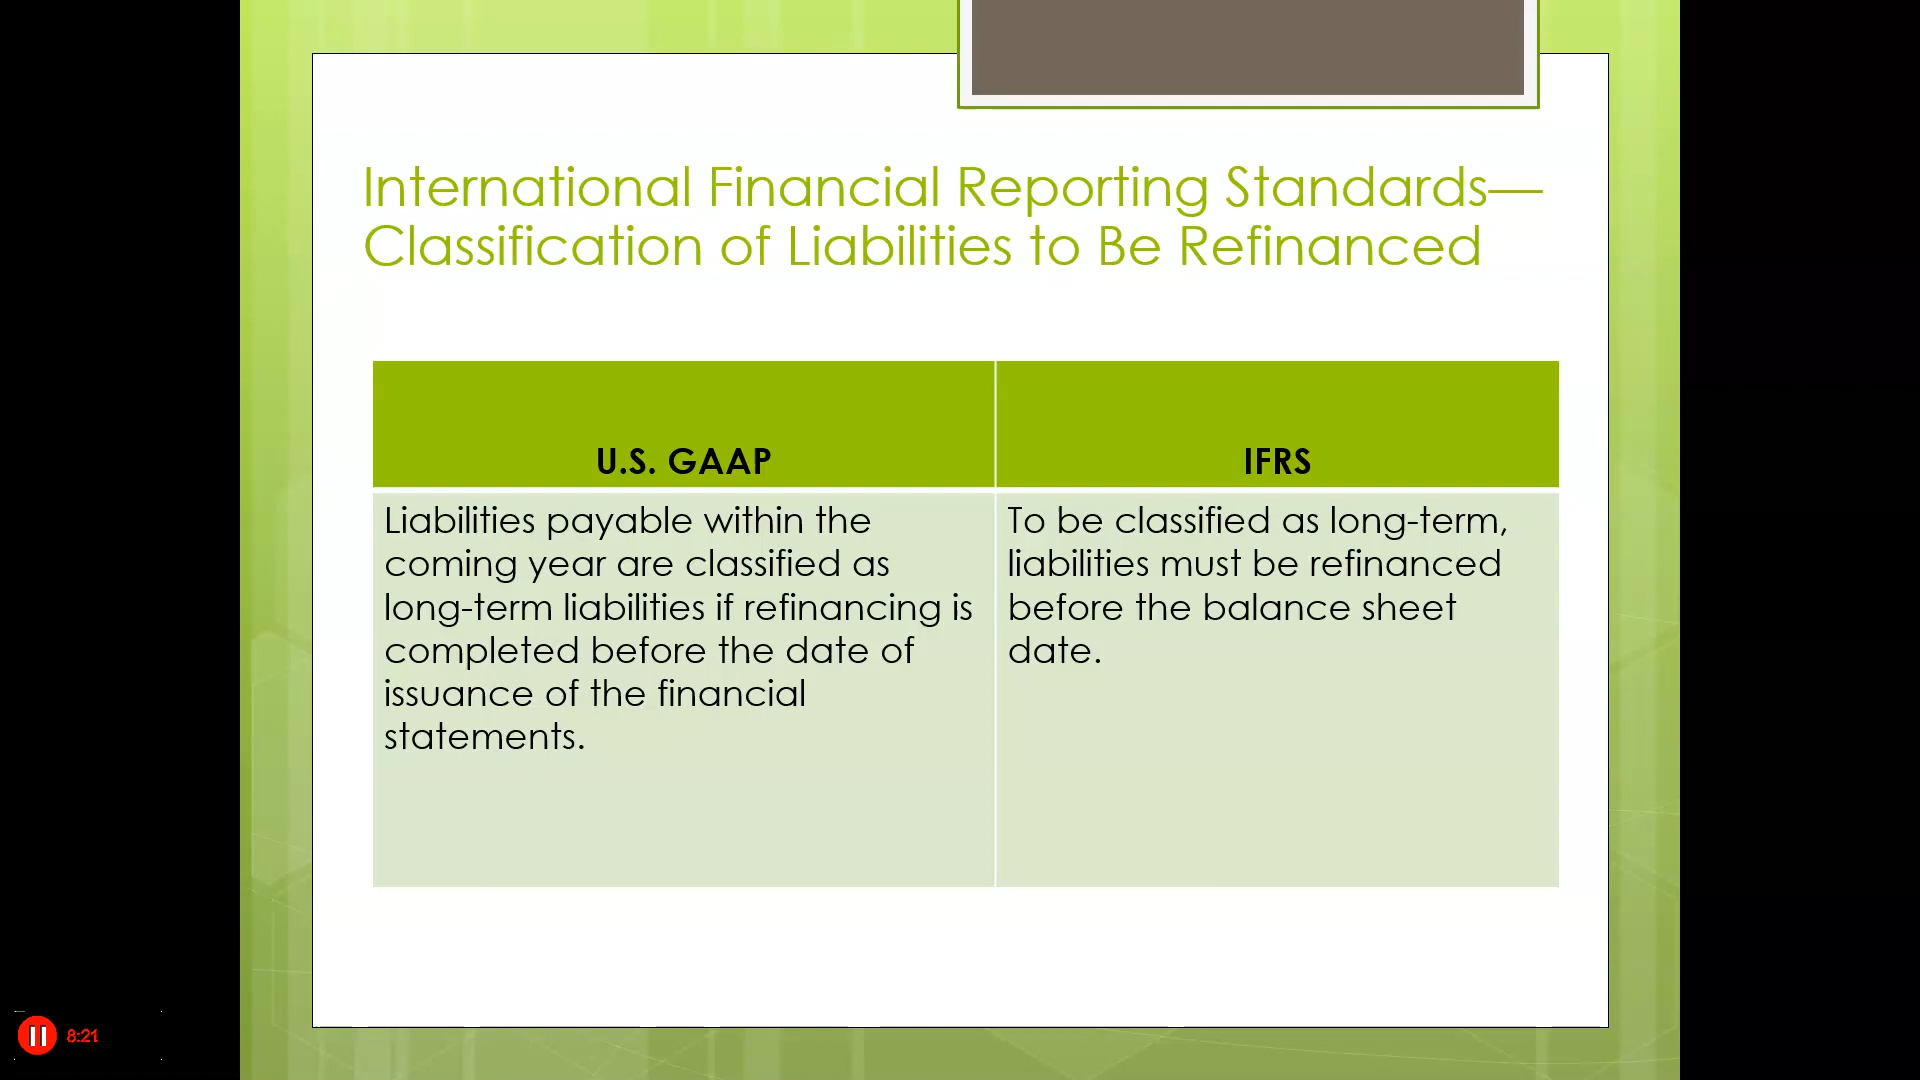 International Financial Reporting Standards—
Classification of Liabilities to Be Refinanced
U.S. GAAP
IFRS
Liabilities payable within the
coming year are classified as
long-term liabilities if refinancing is
completed before the date of
issuance of the financial
statements.
To be classified as long-term,
liabilities must be refinanced
before the balance sheet
date.
8:21